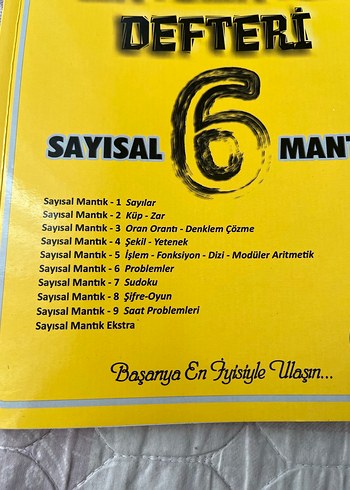 DEFTERİ
6
SAYISAL MANT
Sayısal Mantık - 1 Sayılar
Sayısal Mantık - 2 Küp - Zar
Sayısal Mantık - 3 Oran Orantı - Denklem Çözme
Sayısal Mantık - 4 Şekil - Yetenek
Sayısal Mantık - 5 İşlem - Fonksiyon - Dizi - Modüler Aritmetik
Sayısal Mantık - 6 Problemler
Sayısal Mantık - 7 Sudoku
Sayısal Mantık - 8 Şifre-Oyun
Sayısal Mantık - 9 Saat Problemleri
Sayısal Mantık Ekstra
Başarıya En İyisiyle Ulaşın...